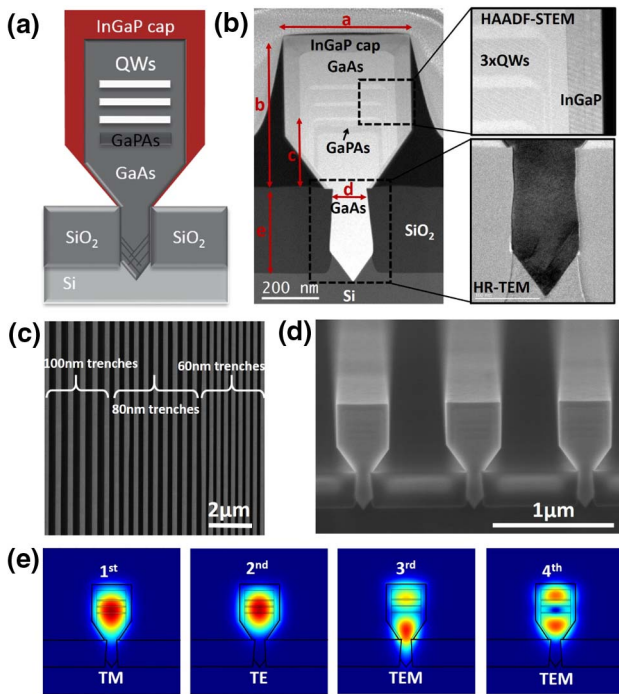 (a)
InGaP cap
QWs
GaPAs
GaAs
SiO2 SiO2
Si
(b)
a
InGaP cap
GaAs
b
c
GaPAs
d
GaAs
e
SiO2
200 nm
Si
HAADF-STEM
3xQWs
InGaP
HR-TEM
(c)
100nm trenches 60nm trenches
80nm trenches
2μm
(d)
1μm
(e)
1st 2nd 3rd 4th
TM TE TEM TEM